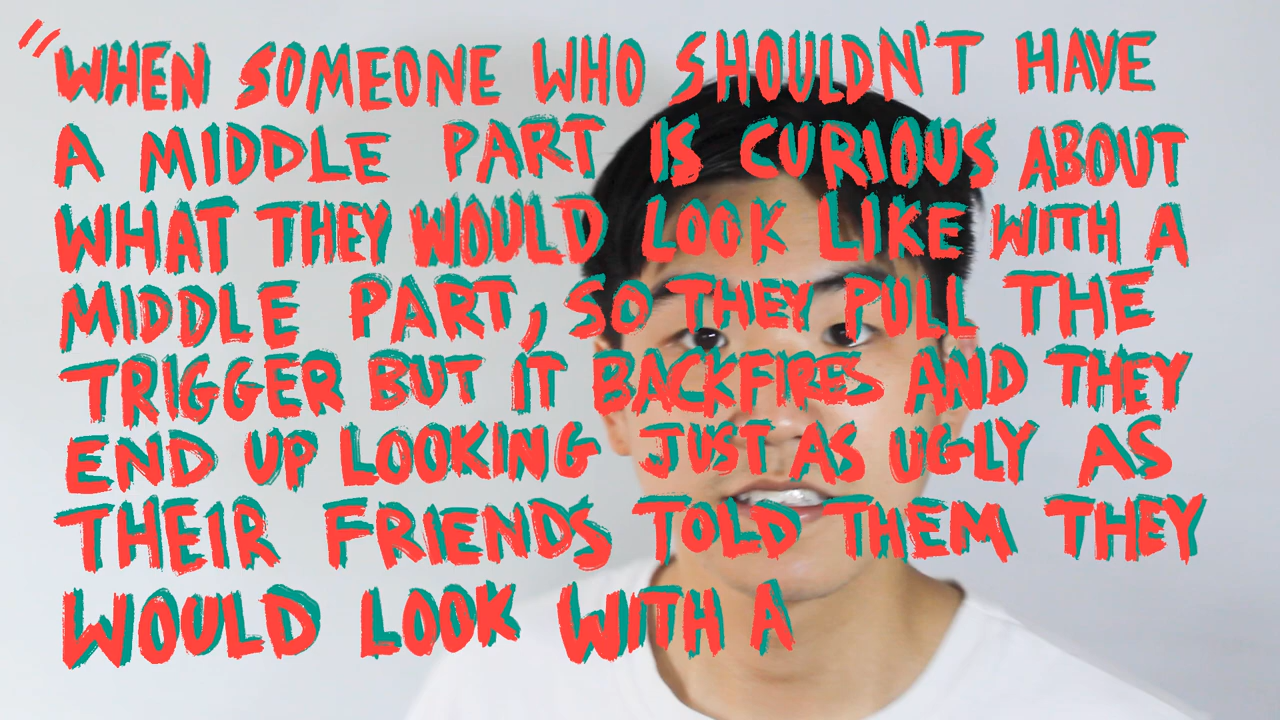 "WHEN SOMEONE WHO SHOULDN'T HAVE
A MIDDLE PART IS CURIOUS ABOUT
WHAT THEY WOULD LOOK LIKE WITH A
MIDDLE PART, SO THEY PULL THE
TRIGGER BUT IT BACKFIRES AND THEY
END UP LOOKING JUST AS UGLY AS
THEIR FRIENDS TOLD THEM THEY
WOULD LOOK WITH A